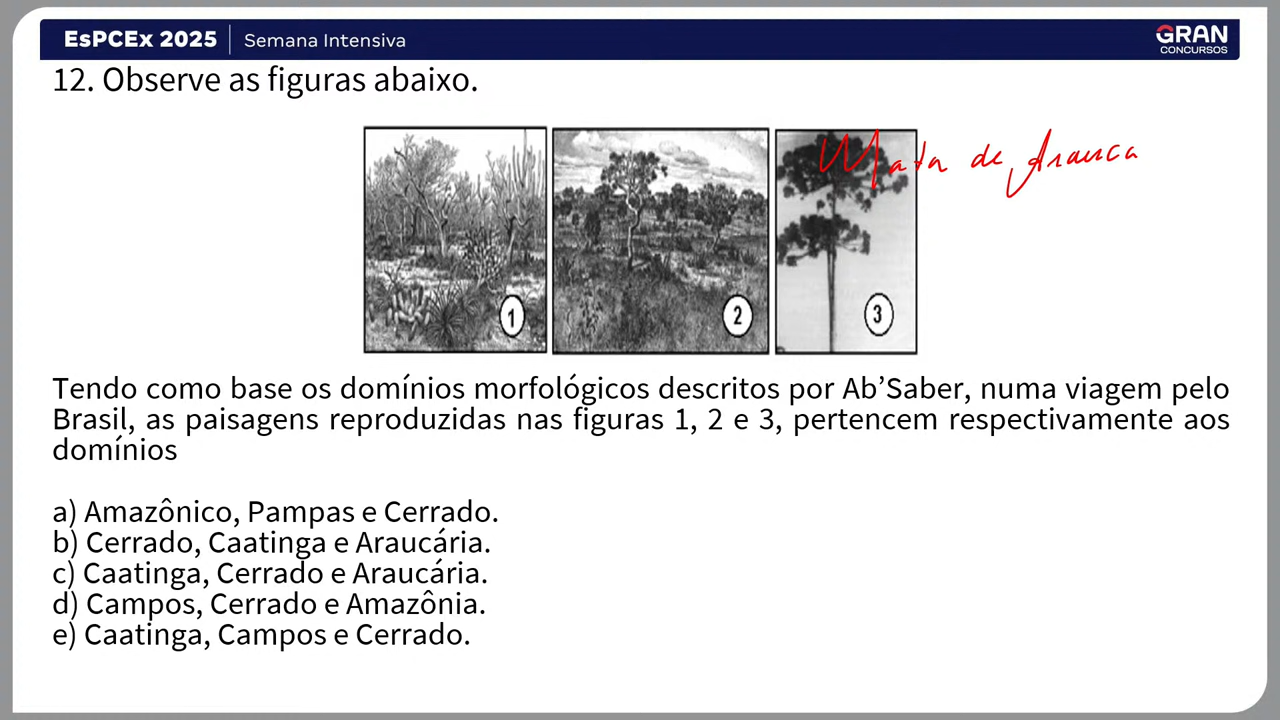 EsPCEx 2025 | Semana Intensiva
GRAN
CONCURSOS
12. Observe as figuras abaixo.
Mata de Arauca
1
2
3
Tendo como base os domínios morfológicos descritos por Ab’Saber, numa viagem pelo
Brasil, as paisagens reproduzidas nas figuras 1, 2 e 3, pertencem respectivamente aos
domínios
a) Amazônico, Pampas e Cerrado.
b) Cerrado, Caatinga e Araucária.
c) Caatinga, Cerrado e Araucária.
d) Campos, Cerrado e Amazônia.
e) Caatinga, Campos e Cerrado.